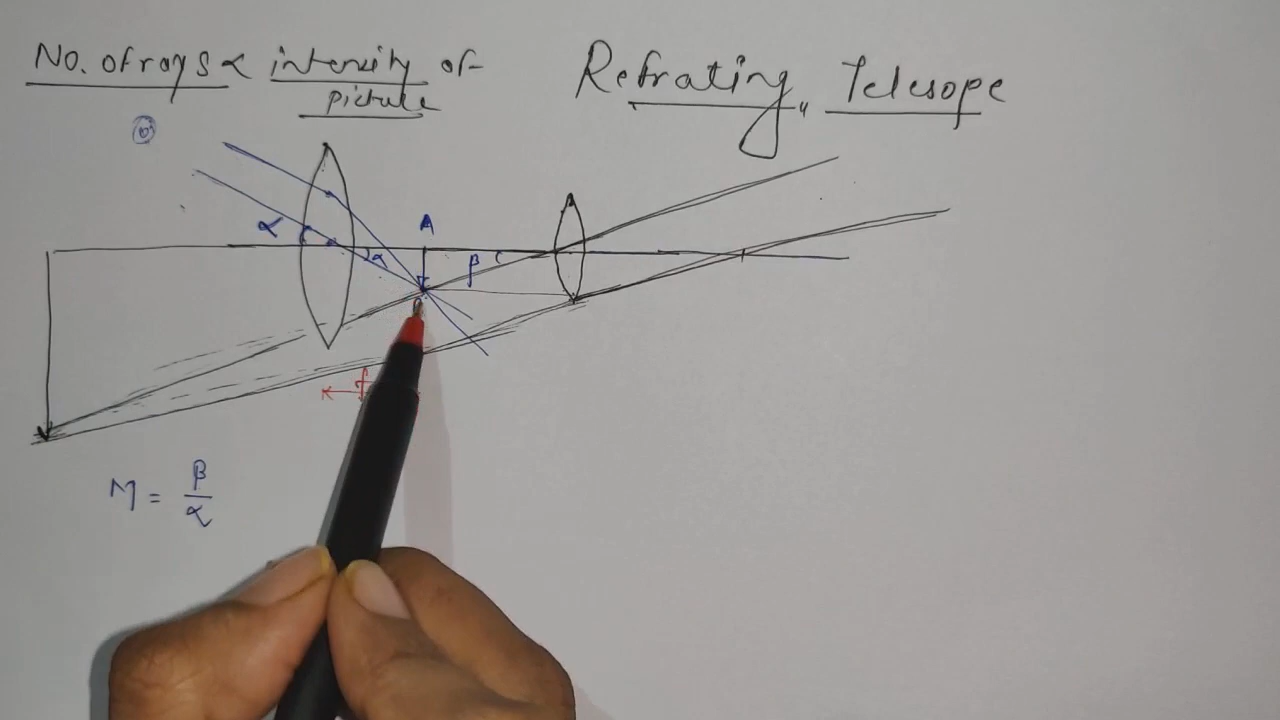 No. of rays ∝ intensity of
picture
Refrating Telesope
α
α
A
β
f
M = β/α